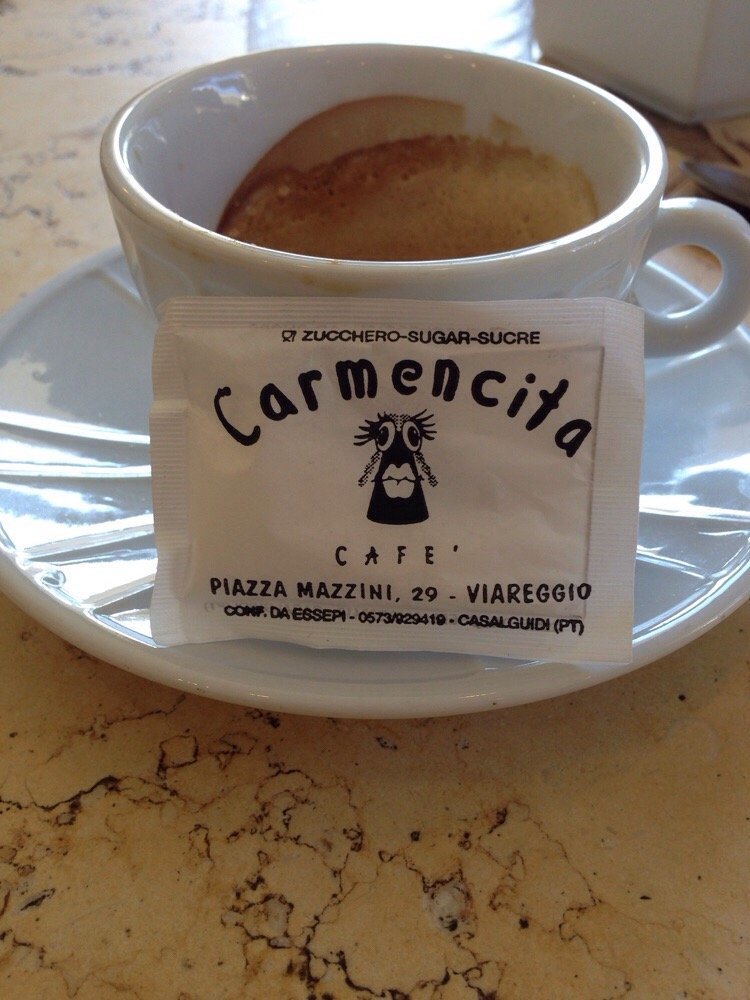 ZUCCHERO-SUGAR-SUCRE
Carmencita
CAFE'
PIAZZA MAZZINI, 29 - VIAREGGIO
CONF. DA ESSEPI - 0573/929419 - CASALGUIDI (PT)